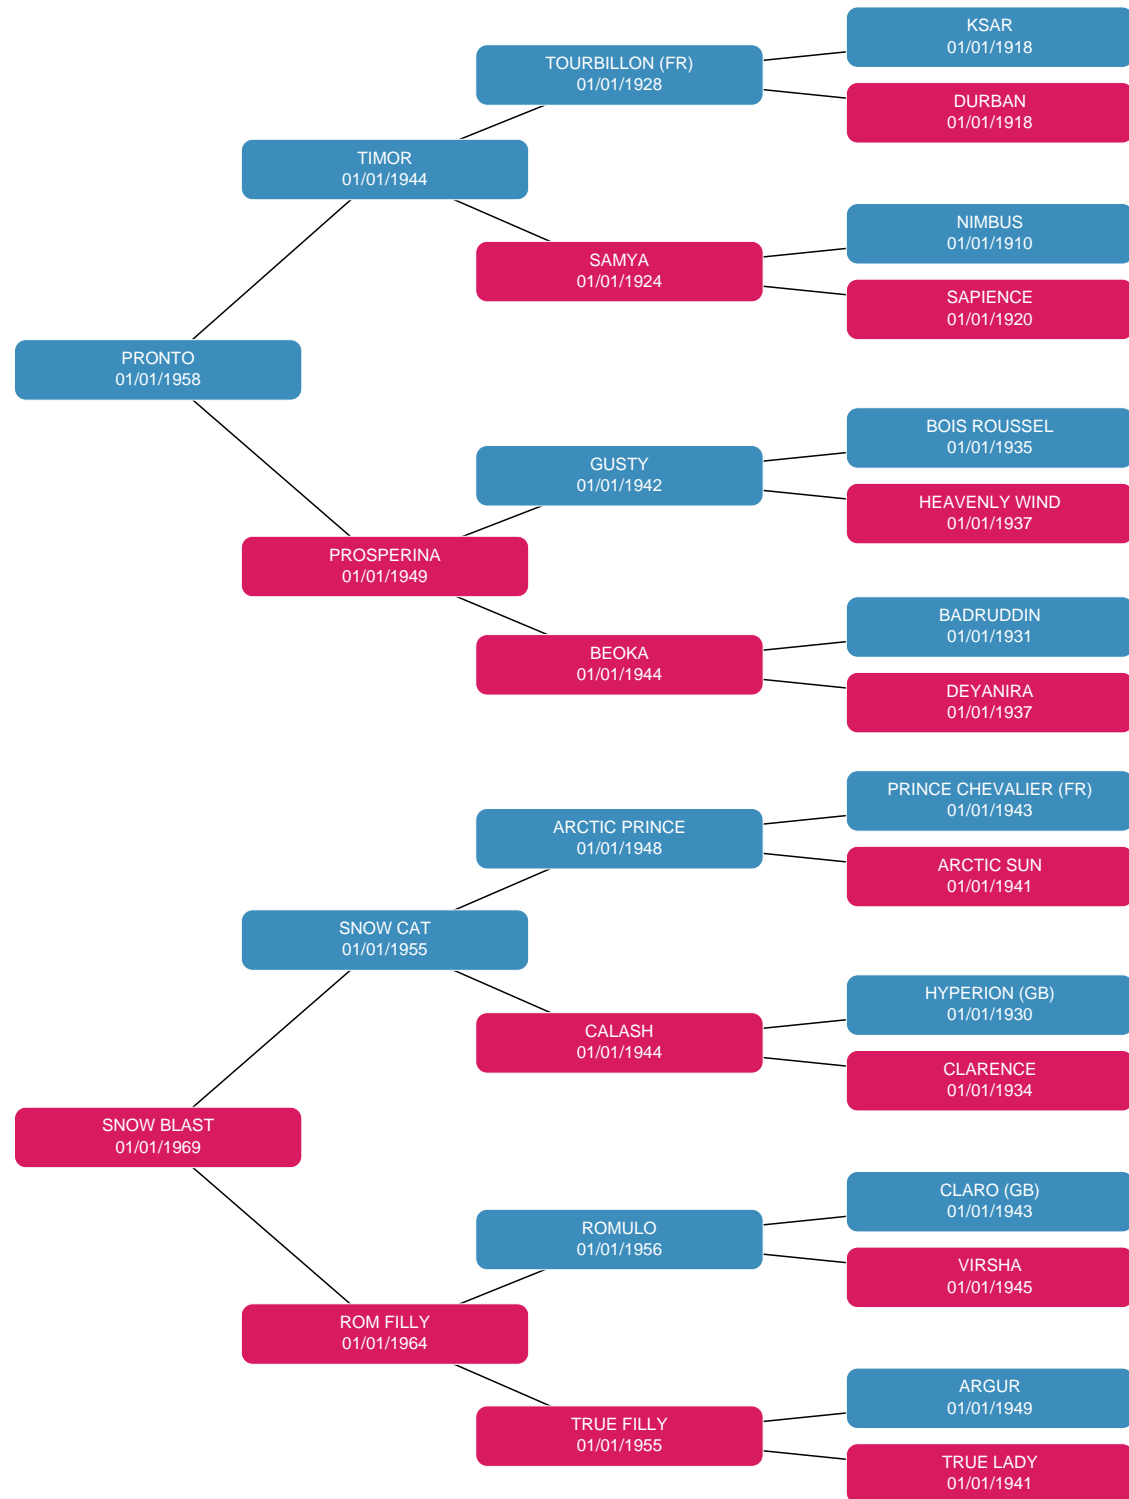 KSAR
01/01/1918
TOURBILLON (FR)
01/01/1928
DURBAN
01/01/1918
TIMOR
01/01/1944
NIMBUS
01/01/1910
SAMYA
01/01/1924
SAPIENCE
01/01/1920
PRONTO
01/01/1958
BOIS ROUSSEL
01/01/1935
GUSTY
01/01/1942
HEAVENLY WIND
01/01/1937
PROSPERINA
01/01/1949
BADRUDDIN
01/01/1931
BEOKA
01/01/1944
DEYANIRA
01/01/1937
PRINCE CHEVALIER (FR)
01/01/1943
ARCTIC PRINCE
01/01/1948
ARCTIC SUN
01/01/1941
SNOW CAT
01/01/1955
HYPERION (GB)
01/01/1930
CALASH
01/01/1944
CLARENCE
01/01/1934
SNOW BLAST
01/01/1969
CLARO (GB)
01/01/1943
ROMULO
01/01/1956
VIRSHA
01/01/1945
ROM FILLY
01/01/1964
ARGUR
01/01/1949
TRUE FILLY
01/01/1955
TRUE LADY
01/01/1941